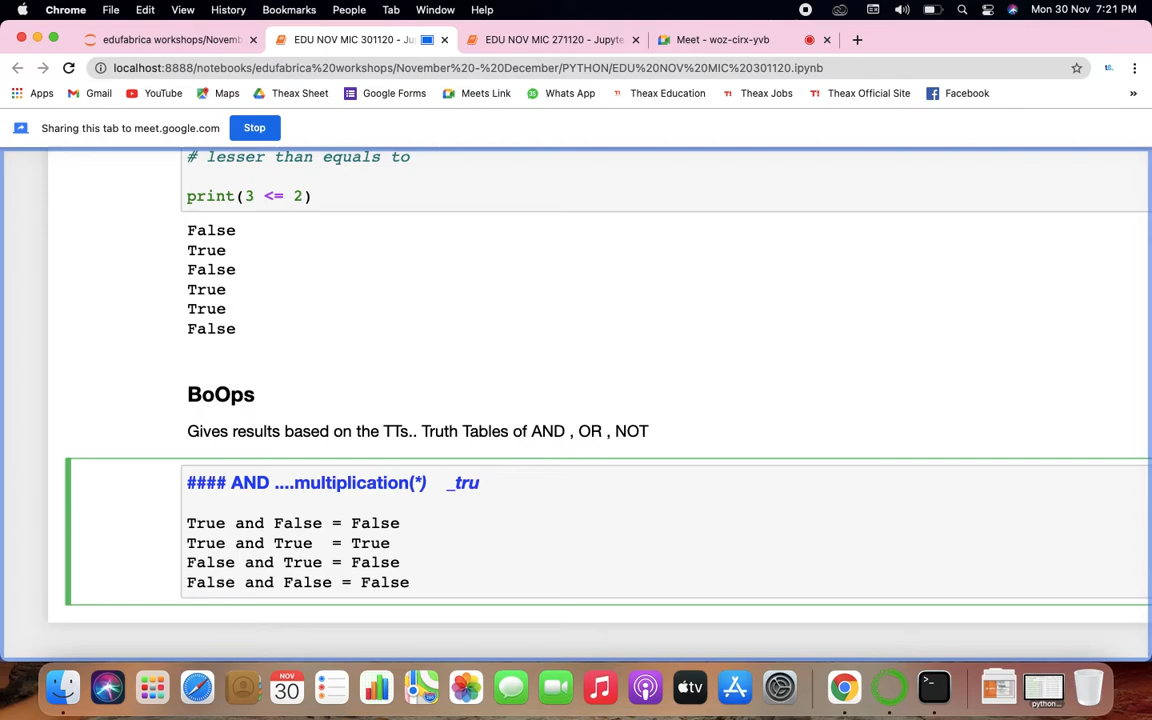 Chrome File Edit View History Bookmarks People Tab Window Help Mon 30 Nov 7:21 PM
edufabrica workshops/Novemb EDU NOV MIC 301120 - Ju EDU NOV MIC 271120 - Jupyte Meet - woz-cirx-yvb
localhost:8888/notebooks/edufabrica%20workshops/November%20-%20December/PYTHON/EDU%20NOV%20MIC%20301120.ipynb
Apps Gmail YouTube Maps Theax Sheet Google Forms Meets Link Whats App Theax Education Theax Jobs Theax Official Site Facebook »
Sharing this tab to meet.google.com Stop
# lesser than equals to
print(3 <= 2)
False
True
False
True
True
False
BoOps
Gives results based on the TTs.. Truth Tables of AND , OR , NOT
#### AND ....multiplication(*) _tru
True and False = False
True and True = True
False and True = False
False and False = False
NOV
30
tv
python...